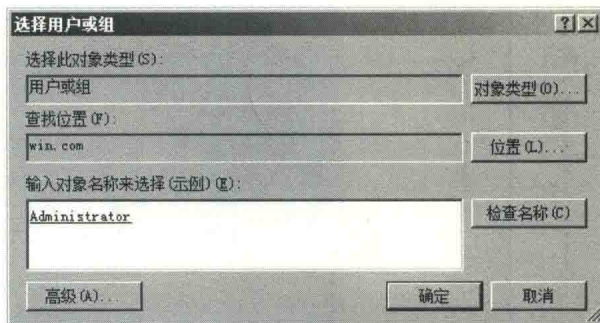 选择用户或组
选择此对象类型(S):
用户或组
对象类型(O)...
查找位置(F):
win.com
位置(L)...
输入对象名称来选择(示例)(E):
Administrator
检查名称(C)
高级(A)...
确定
取消